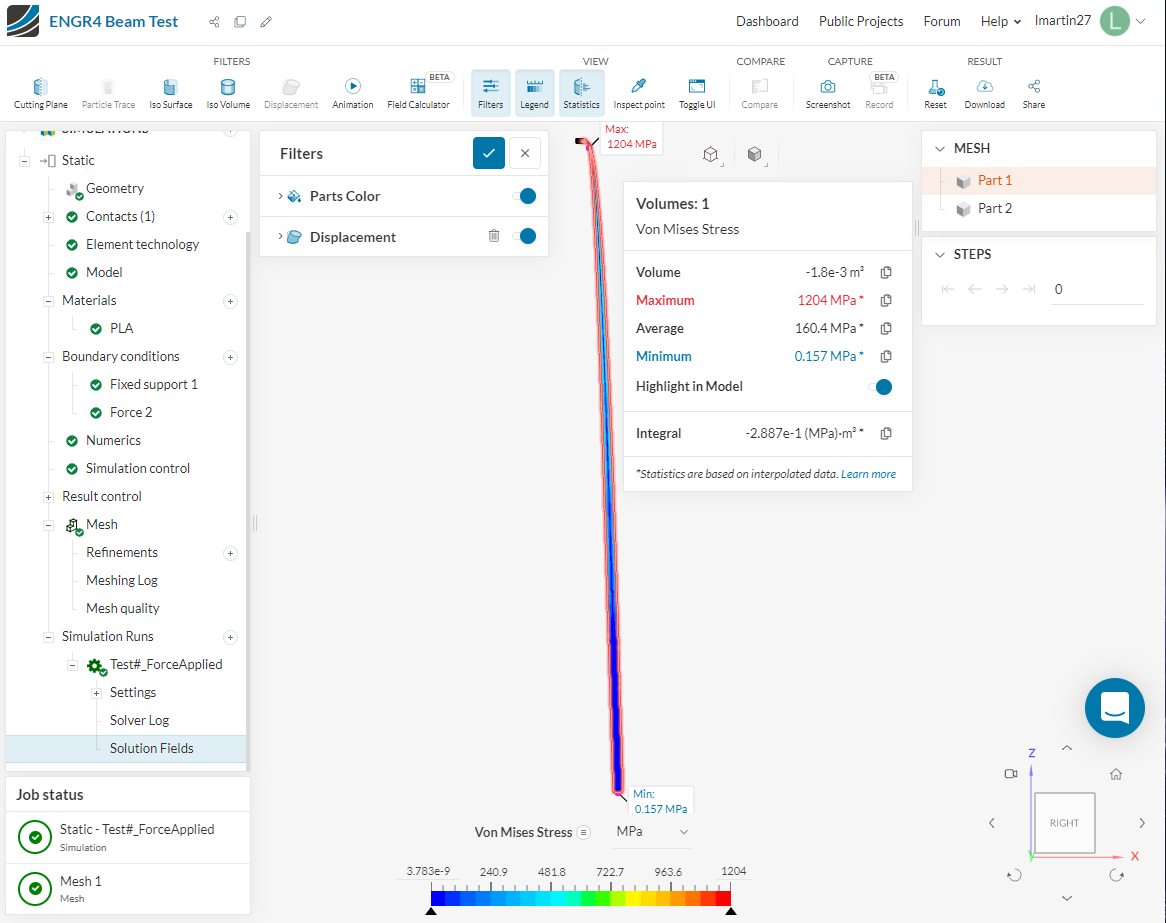 ENGR4 Beam Test
Dashboard
Public Projects
Forum
Help
lmartin27
L
FILTERS
VIEW
COMPARE
CAPTURE
RESULT
BETA
BETA
Cutting Plane
Particle Trace
Iso Surface
Iso Volume
Displacement
Animation
Field Calculator
Filters
Legend
Statistics
Inspect point
Toggle UI
Compare
Screenshot
Record
Reset
Download
Share
SIMULATIONS
Static
Geometry
Contacts (1)
Element technology
Model
Materials
PLA
Boundary conditions
Fixed support 1
Force 2
Numerics
Simulation control
Result control
Mesh
Refinements
Meshing Log
Mesh quality
Simulation Runs
Test#_ForceApplied
Settings
Solver Log
Solution Fields
Job status
Static - Test#_ForceApplied
Simulation
Mesh 1
Mesh
Filters
Parts Color
Displacement
Max:
1204 MPa
Volumes: 1
Von Mises Stress
Volume -1.8e-3 m³
Maximum 1204 MPa *
Average 160.4 MPa *
Minimum 0.157 MPa *
Highlight in Model
Integral -2.887e-1 (MPa)·m³ *
*Statistics are based on interpolated data. Learn more
MESH
Part 1
Part 2
STEPS
0
Min:
0.157 MPa
Von Mises Stress
MPa
3.783e-9 240.9 481.8 722.7 963.6 1204
Z
RIGHT
Y
X